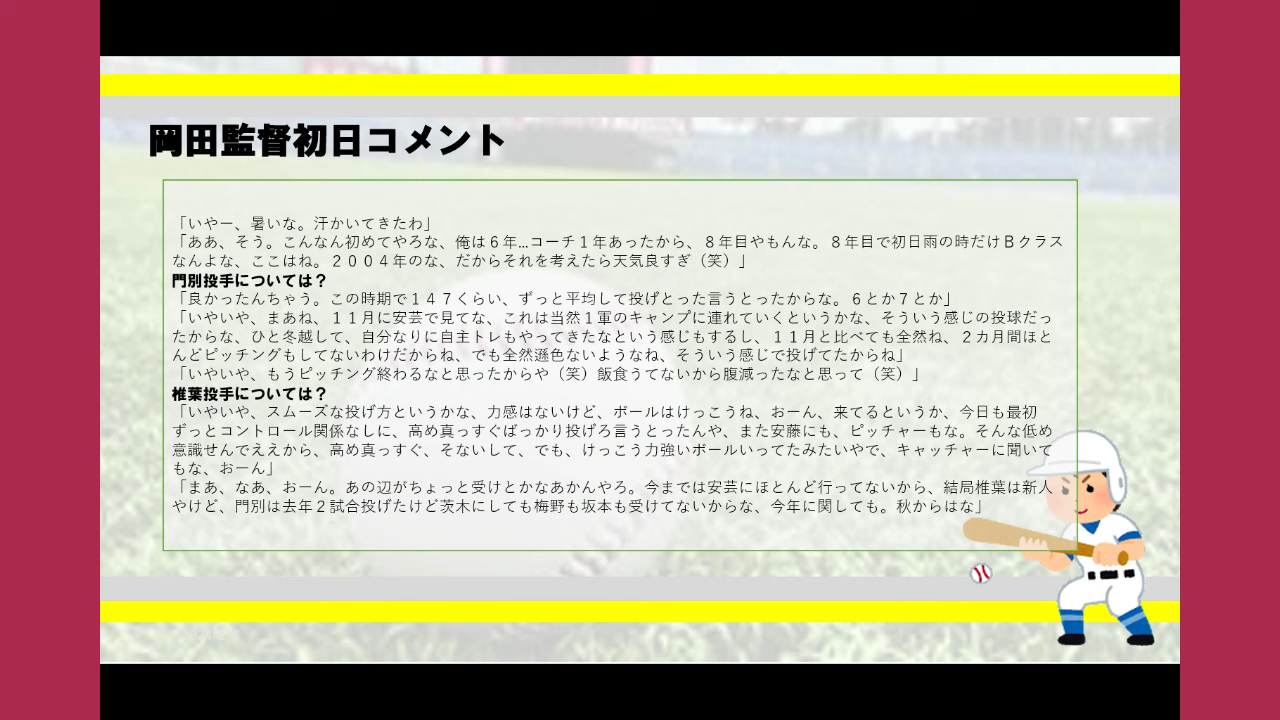 岡田監督初日コメント
「いやー、暑いな。汗かいてきたわ」
「ああ、そう。こんなん初めてやろな、俺は６年...コーチ１年あったから、８年目やもんな。８年目で初日雨の時だけＢクラス
なんよな、ここはね。２００４年のな、だからそれを考えたら天気良すぎ（笑）」
門別投手については？
「良かったんちゃう。この時期で１４７くらい、ずっと平均して投げとった言うとったからな。６とか７とか」
「いやいや、まあね、１１月に安芸で見てな、これは当然１軍のキャンプに連れていくというかな、そういう感じの投球だっ
たからな、ひと冬越して、自分なりに自主トレもやってきたなという感じもするし、１１月と比べても全然ね、２カ月間ほと
んどピッチングもしてないわけだからね、でも全然遜色ないようなね、そういう感じで投げてたからね」
「いやいや、もうピッチング終わるなと思ったからや（笑）飯食うてないから腹減ったなと思って（笑）」
椎葉投手については？
「いやいや、スムーズな投げ方というかな、力感はないけど、ボールはけっこうね、おーん、来てるというか、今日も最初
ずっとコントロール関係なしに、高め真っすぐばっかり投げろ言うとったんや、また安藤にも、ピッチャーもな。そんな低め
意識せんでええから、高め真っすぐ、そないして、でも、けっこう力強いボールいってたみたいやで、キャッチャーに聞いて
もな、おーん」
「まあ、なあ、おーん。あの２人がちょっと受けとかなあかんやろ。今までは安芸にほとんど行ってないから、結局椎葉は新人
やけど、門別は去年２試合投げたけど茨木にしても梅野も坂本も受けてないからな、今年に関しても。秋からはな」